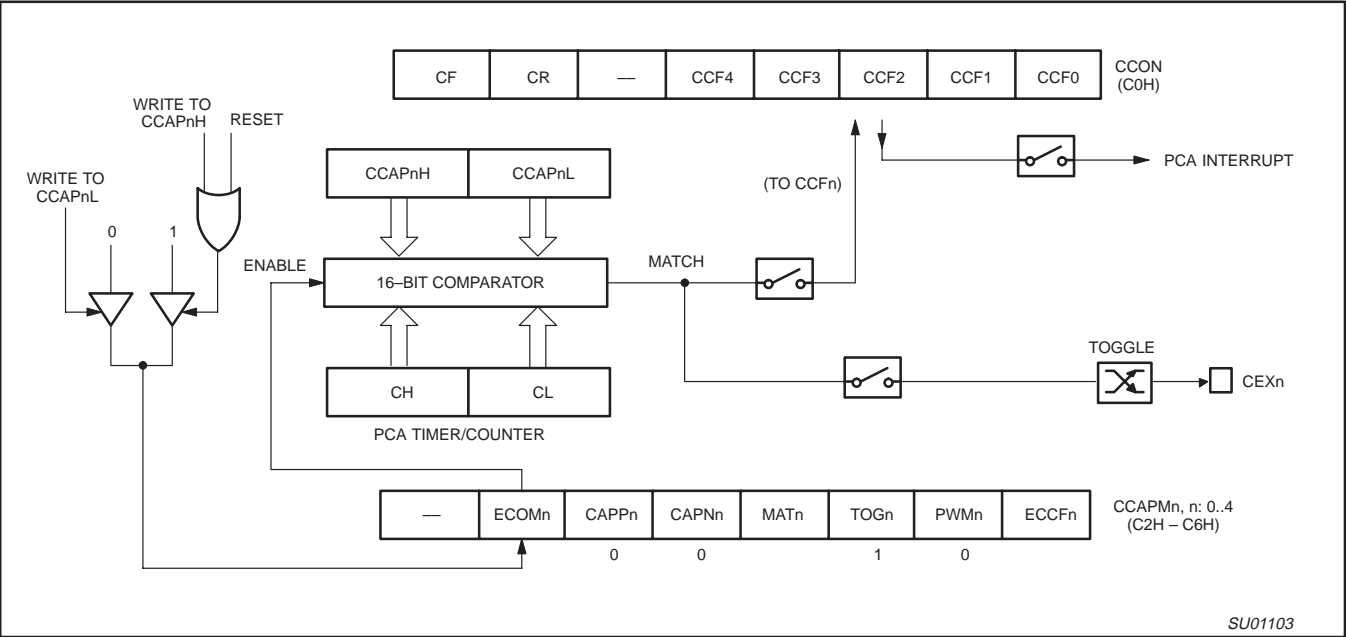 CF CR — CCF4 CCF3 CCF2 CCF1 CCF0 CCON
(C0H)
WRITE TO
CCAPnH
RESET
PCA INTERRUPT
CCAPnH CCAPnL
WRITE TO
CCAPnL
(TO CCFn)
0 1
ENABLE
MATCH
16–BIT COMPARATOR
TOGGLE
CH CL
CEXn
PCA TIMER/COUNTER
— ECOMn CAPPn CAPNn MATn TOGn PWMn ECCFn
CCAPMn, n: 0..4
(C2H – C6H)
0 0 1 0
SU01103